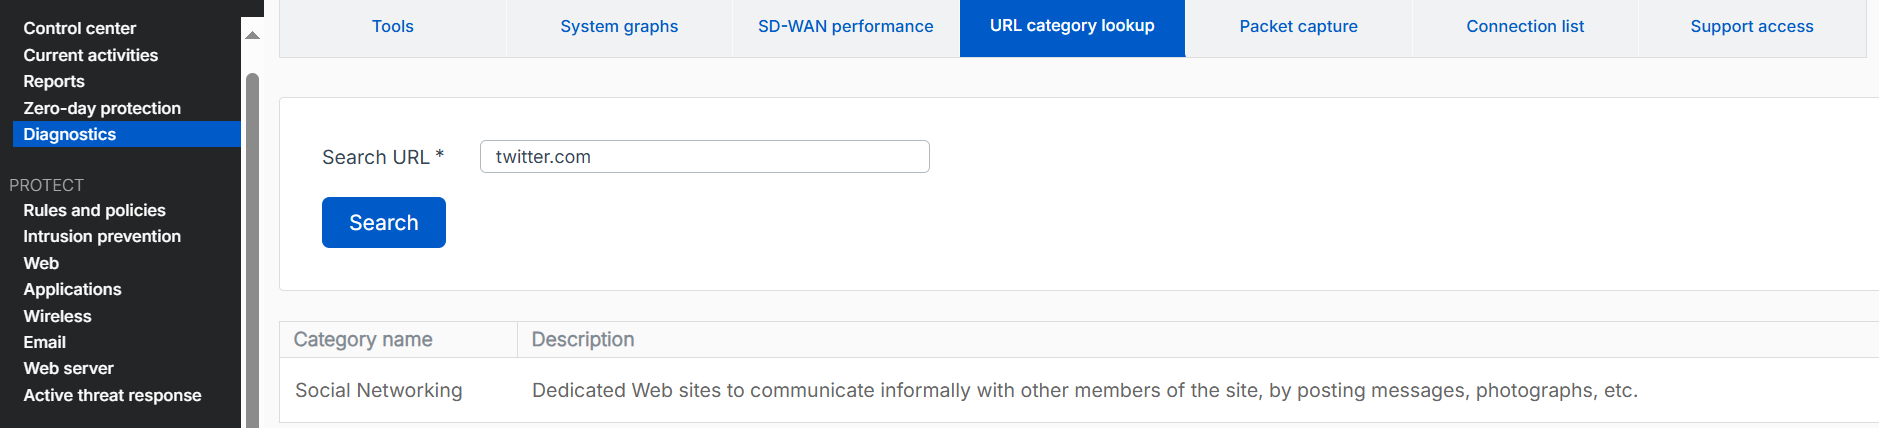 Control center
Current activities
Reports
Zero-day protection
Diagnostics
PROTECT
Rules and policies
Intrusion prevention
Web
Applications
Wireless
Email
Web server
Active threat response
Tools
System graphs
SD-WAN performance
URL category lookup
Packet capture
Connection list
Support access
Search URL * twitter.com
Search
Category name Description
Social Networking Dedicated Web sites to communicate informally with other members of the site, by posting messages, photographs, etc.